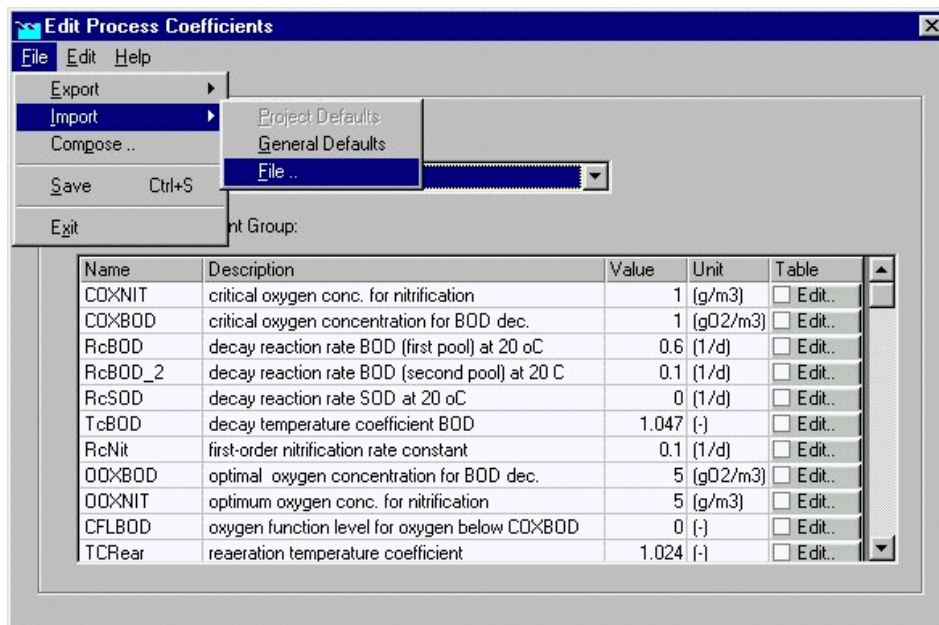 Edit Process Coefficients
File Edit Help
Export
Import
Compose ..
Save Ctrl+S
Exit
Project Defaults
General Defaults
File ..
nt Group:
Name Description Value Unit Table
COXNIT critical oxygen conc. for nitrification 1 (g/m3) Edit..
COXBOD critical oxygen concentration for BOD dec. 1 (gO2/m3) Edit..
RcBOD decay reaction rate BOD (first pool) at 20 oC 0.6 (1/d) Edit..
RcBOD_2 decay reaction rate BOD (second pool) at 20 C 0.1 (1/d) Edit..
RcSOD decay reaction rate SOD at 20 oC 0 (1/d) Edit..
TcBOD decay temperature coefficient BOD 1.047 (-) Edit..
RcNit first-order nitrification rate constant 0.1 (1/d) Edit..
OOXBOD optimal oxygen concentration for BOD dec. 5 (gO2/m3) Edit..
OOXNIT optimum oxygen conc. for nitrification 5 (g/m3) Edit..
CFLBOD oxygen function level for oxygen below COXBOD 0 (-) Edit..
TCRear reaeration temperature coefficient 1.024 (-) Edit..